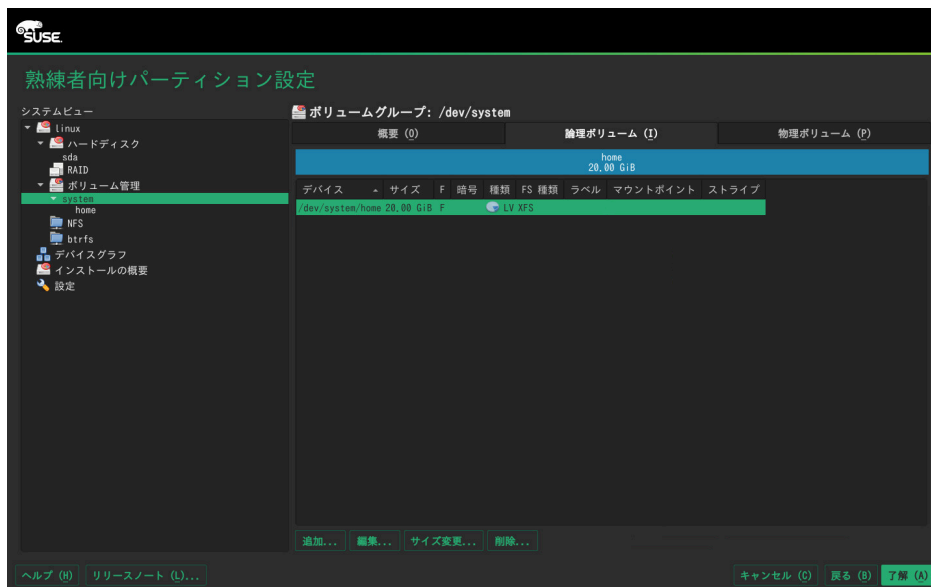 SUSE.
熟練者向けパーティション設定
システムビュー
linux
ハードディスク
sda
RAID
ボリューム管理
system
home
NFS
btrfs
デバイスグラフ
インストールの概要
設定
ボリュームグループ: /dev/system
概要 (O) 論理ボリューム (I) 物理ボリューム (P)
home
20.00 GiB
デバイス サイズ F 暗号 種類 FS 種類 ラベル マウントポイント ストライプ
/dev/system/home 20.00 GiB F LV XFS
追加... 編集... サイズ変更... 削除...
ヘルプ (H) リリースノート (L)... キャンセル (C) 戻る (B) 了解 (A)